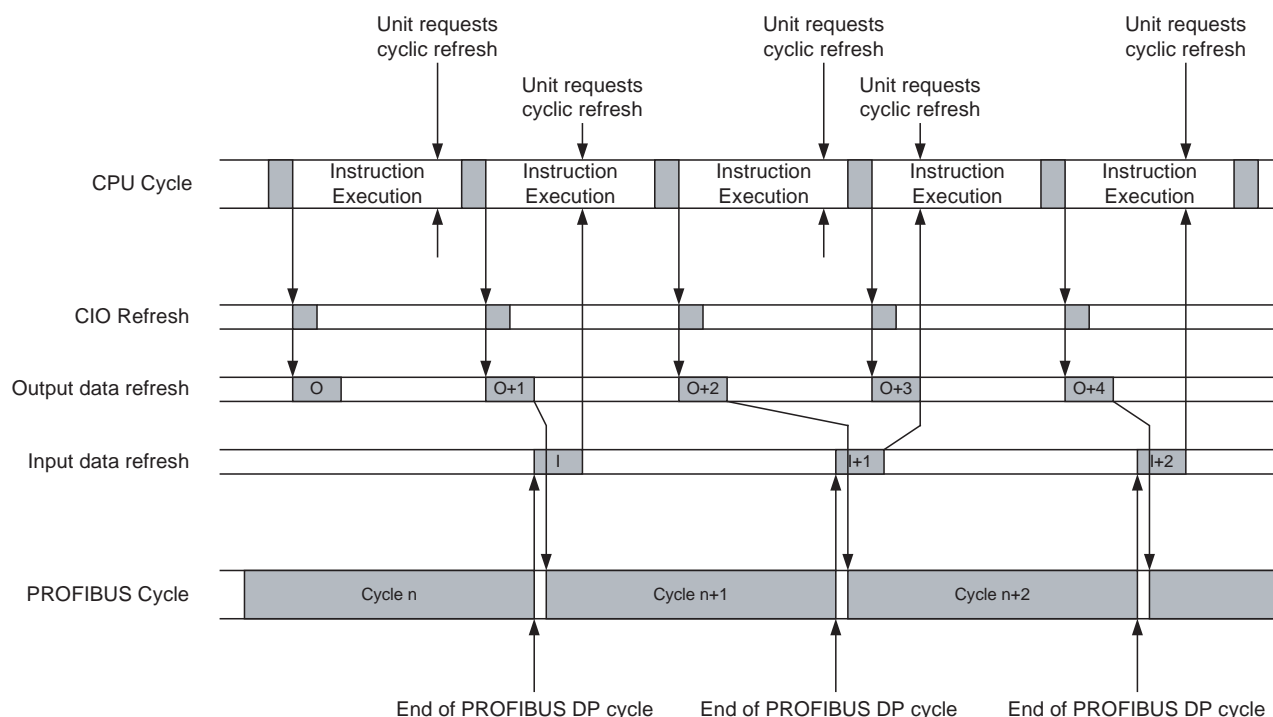 Unit requests
cyclic refresh
Unit requests
cyclic refresh
Unit requests
cyclic refresh
Unit requests
cyclic refresh
Unit requests
cyclic refresh
CPU Cycle
Instruction
Execution
Instruction
Execution
Instruction
Execution
Instruction
Execution
Instruction
Execution
CIO Refresh
Output data refresh
O
O+1
O+2
O+3
O+4
Input data refresh
I
I+1
I+2
PROFIBUS Cycle
Cycle n
Cycle n+1
Cycle n+2
End of PROFIBUS DP cycle
End of PROFIBUS DP cycle
End of PROFIBUS DP cycle